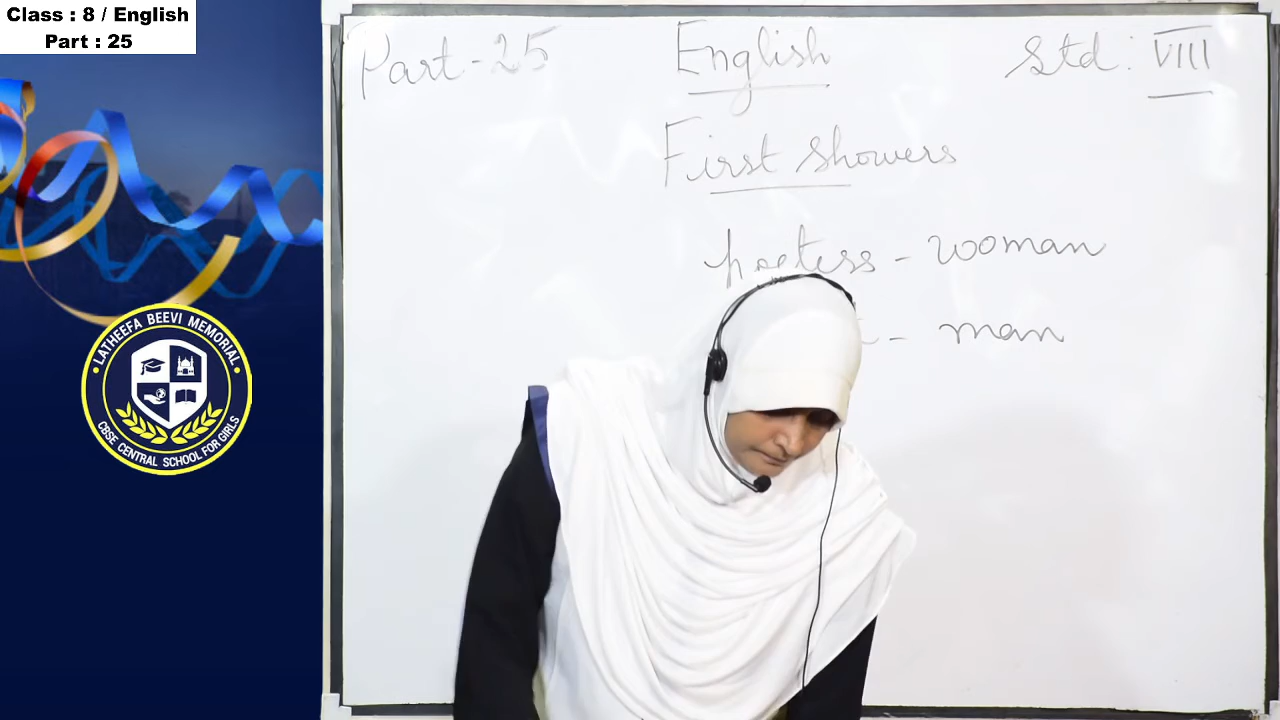 Class : 8 / English
Part : 25
Part-25 English Std: VIII
First Showers
poetess - woman
- man
LATHEEFA BEEVI MEMORIAL
CBSE CENTRAL SCHOOL FOR GIRLS